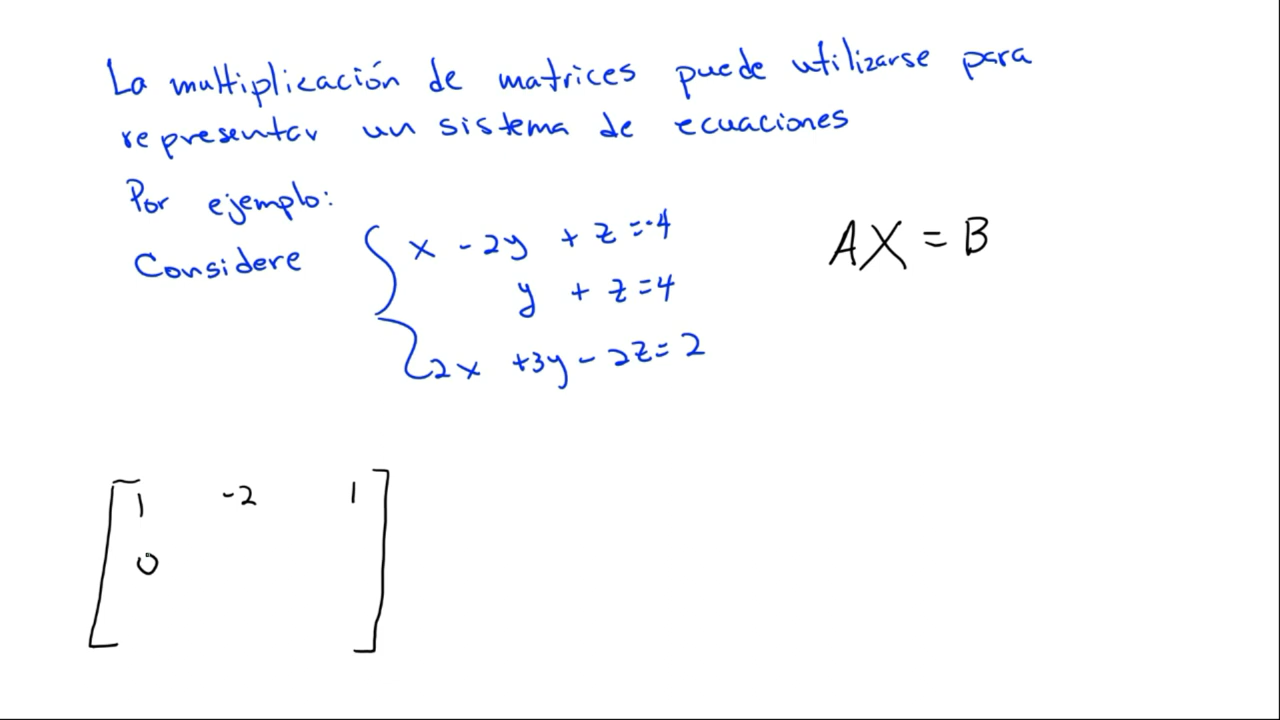 La multiplicación de matrices puede utilizarse para
representar un sistema de ecuaciones
Por ejemplo:
Considere
x - 2y + z = -4
y + z = 4
2x + 3y - 2z = 2
AX = B
1 -2 1
0